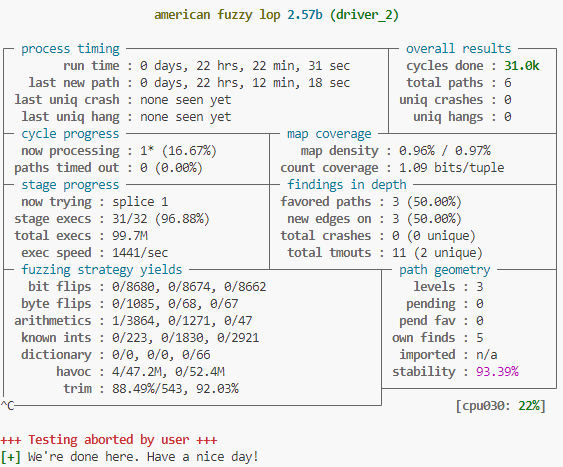 american fuzzy lop 2.57b (driver_2)
process timing overall results
run time : 0 days, 22 hrs, 22 min, 31 sec cycles done : 31.0k
last new path : 0 days, 22 hrs, 12 min, 18 sec total paths : 6
last uniq crash : none seen yet uniq crashes : 0
last uniq hang : none seen yet uniq hangs : 0
cycle progress map coverage
now processing : 1* (16.67%) map density : 0.96% / 0.97%
paths timed out : 0 (0.00%) count coverage : 1.09 bits/tuple
stage progress findings in depth
now trying : splice 1 favored paths : 3 (50.00%)
stage execs : 31/32 (96.88%) new edges on : 3 (50.00%)
total execs : 99.7M total crashes : 0 (0 unique)
exec speed : 1441/sec total tmouts : 11 (2 unique)
fuzzing strategy yields path geometry
bit flips : 0/8680, 0/8674, 0/8662 levels : 3
byte flips : 0/1085, 0/68, 0/67 pending : 0
arithmetics : 1/3864, 0/1271, 0/47 pend fav : 0
known ints : 0/223, 0/1830, 0/2921 own finds : 5
dictionary : 0/0, 0/0, 0/66 imported : n/a
havoc : 4/47.2M, 0/52.4M stability : 93.39%
trim : 88.49%/543, 92.03%
^C [cpu030: 22%]
+++ Testing aborted by user +++
[+] We're done here. Have a nice day!